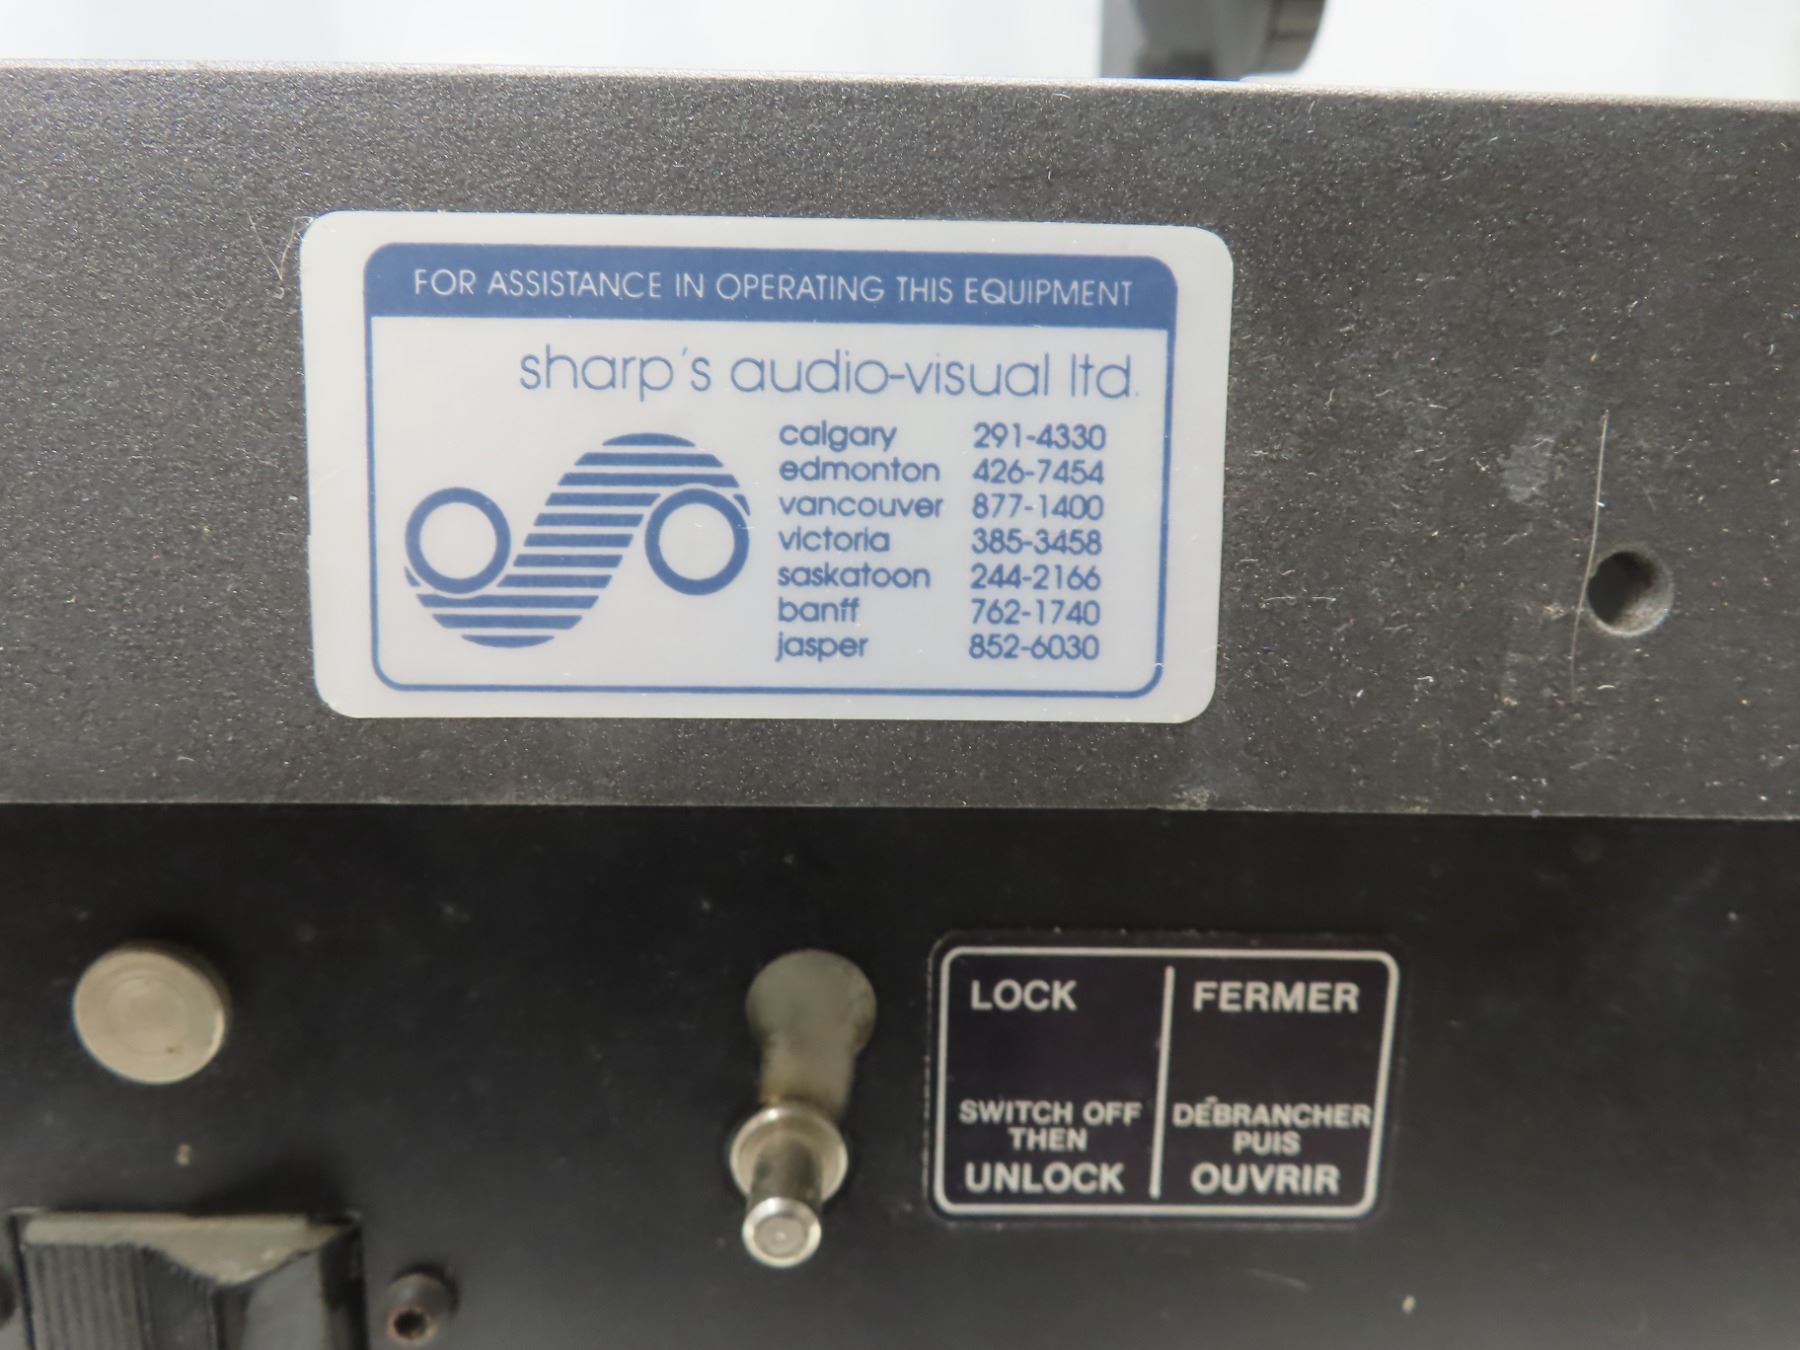 FOR ASSISTANCE IN OPERATING THIS EQUIPMENT
sharp's audio-visual ltd.
calgary 291-4330
edmonton 426-7454
vancouver 877-1400
victoria 385-3458
saskatoon 244-2166
banff 762-1740
jasper 852-6030
LOCK
SWITCH OFF
THEN
UNLOCK
FERMER
DÉBRANCHER
PUIS
OUVRIR